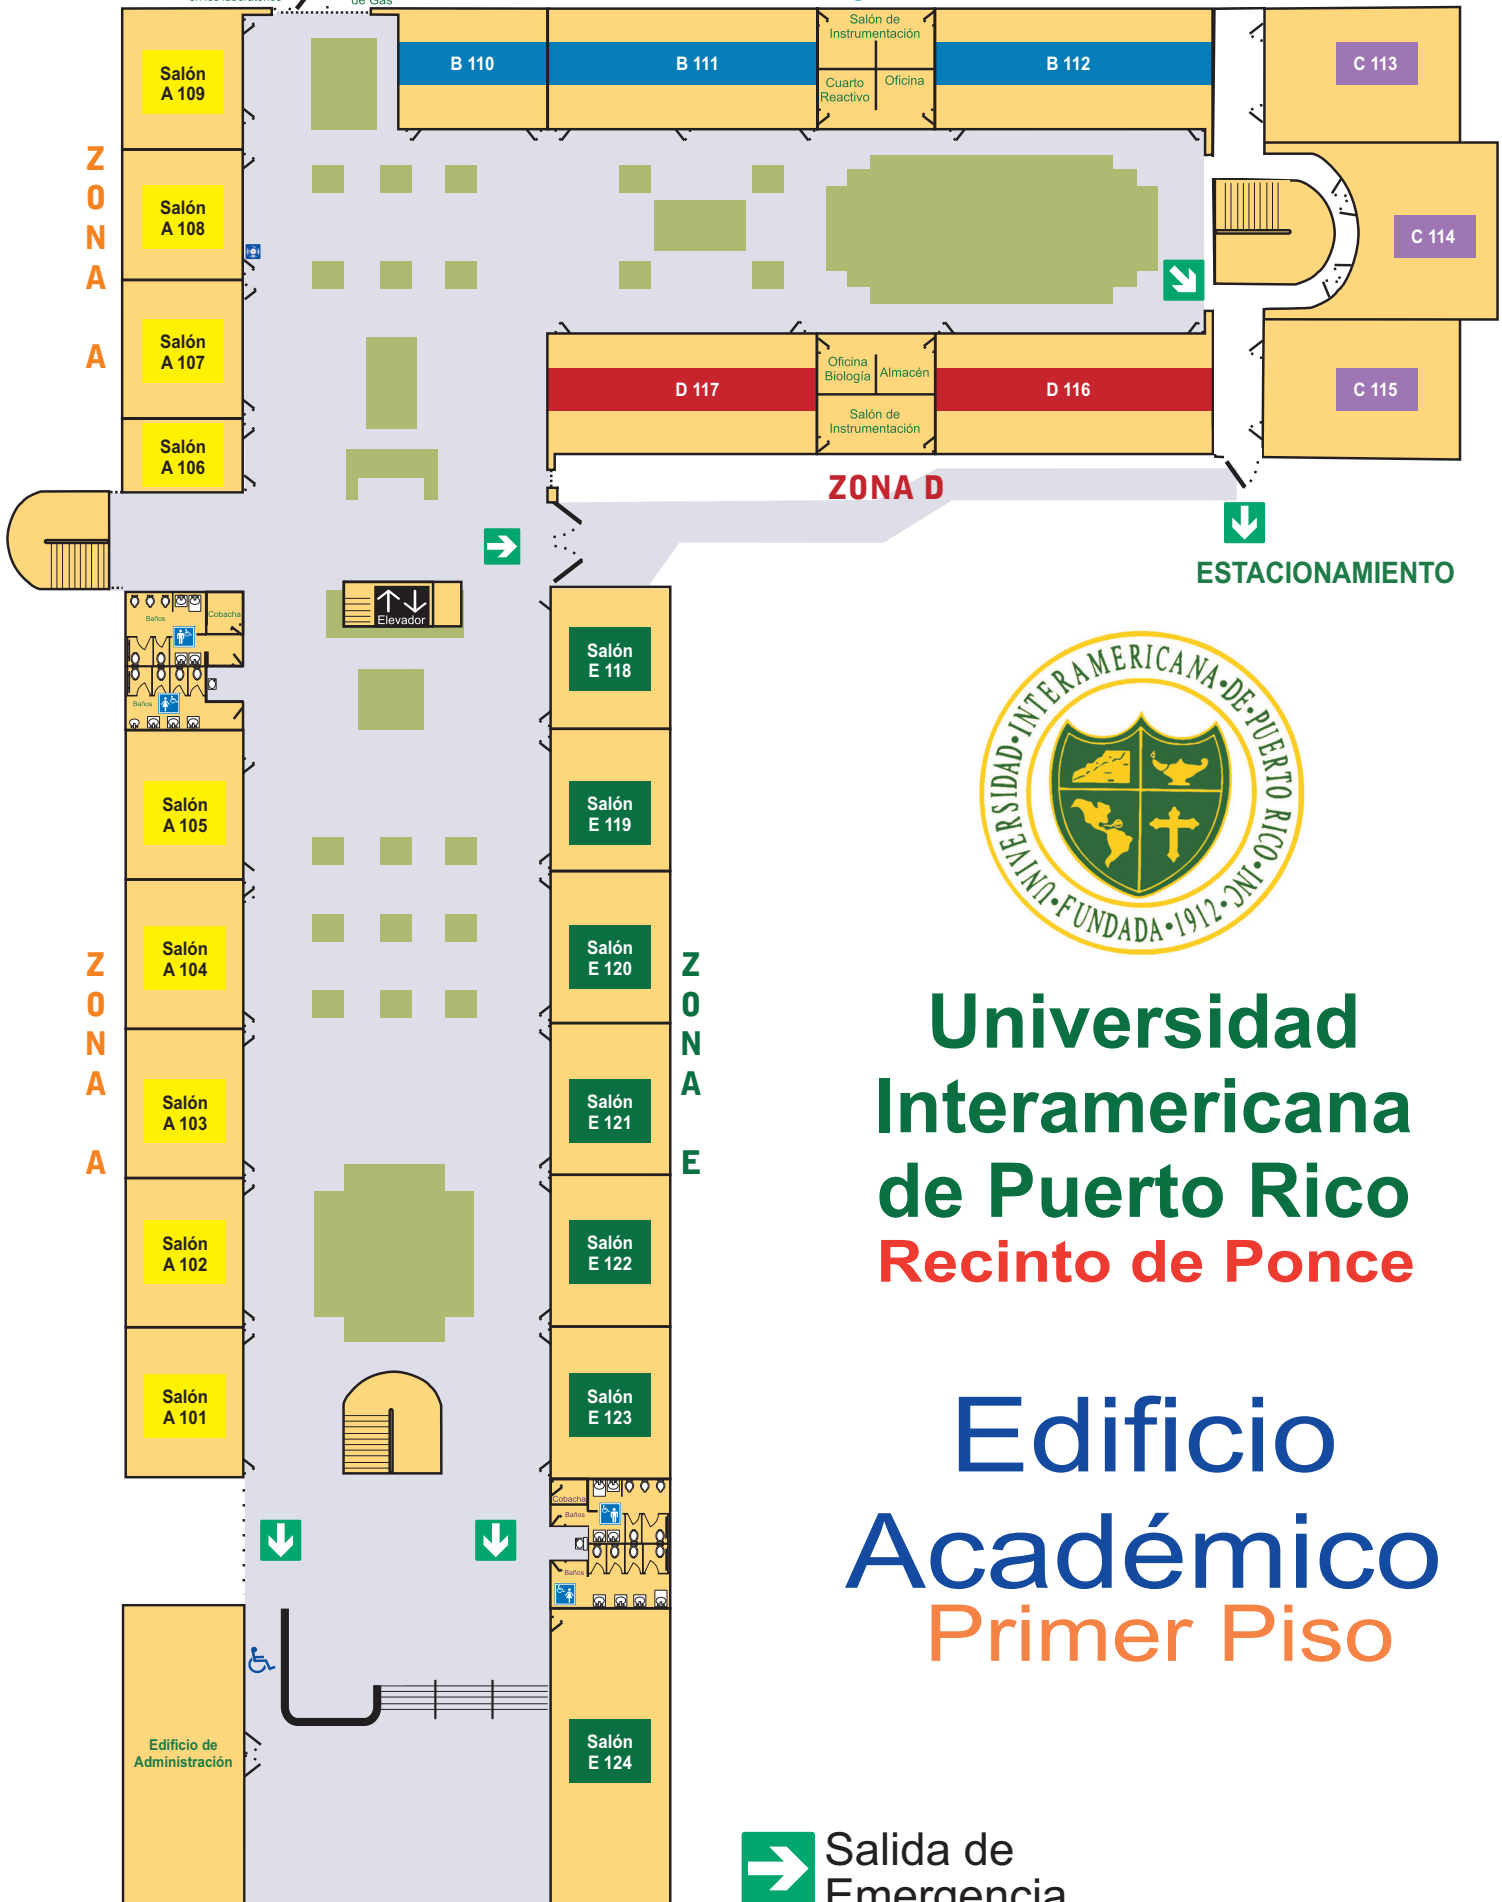 de Gas
Salón de
Instrumentación
Cuarto
Reactivo
Oficina
B 110
B 111
B 112
C 113
C 114
C 115
Salón
A 109
Salón
A 108
Salón
A 107
Salón
A 106
ZONA A
Oficina
Biología
Almacén
Salón de
Instrumentación
D 117
D 116
ZONA D
ESTACIONAMIENTO
Elevador
Baños
Cobacha
Baños
Salón
A 105
Salón
A 104
Salón
A 103
Salón
A 102
Salón
A 101
ZONA A
Salón
E 118
Salón
E 119
Salón
E 120
Salón
E 121
Salón
E 122
Salón
E 123
ZONA E
Cobacha
Baños
Baños
Salón
E 124
Edificio de
Administración
UNIVERSIDAD•INTERAMERICANA•DE•PUERTO RICO•INC•
•FUNDADA•1912•
Universidad
Interamericana
de Puerto Rico
Recinto de Ponce
Edificio
Académico
Primer Piso
Salida de
Emergencia